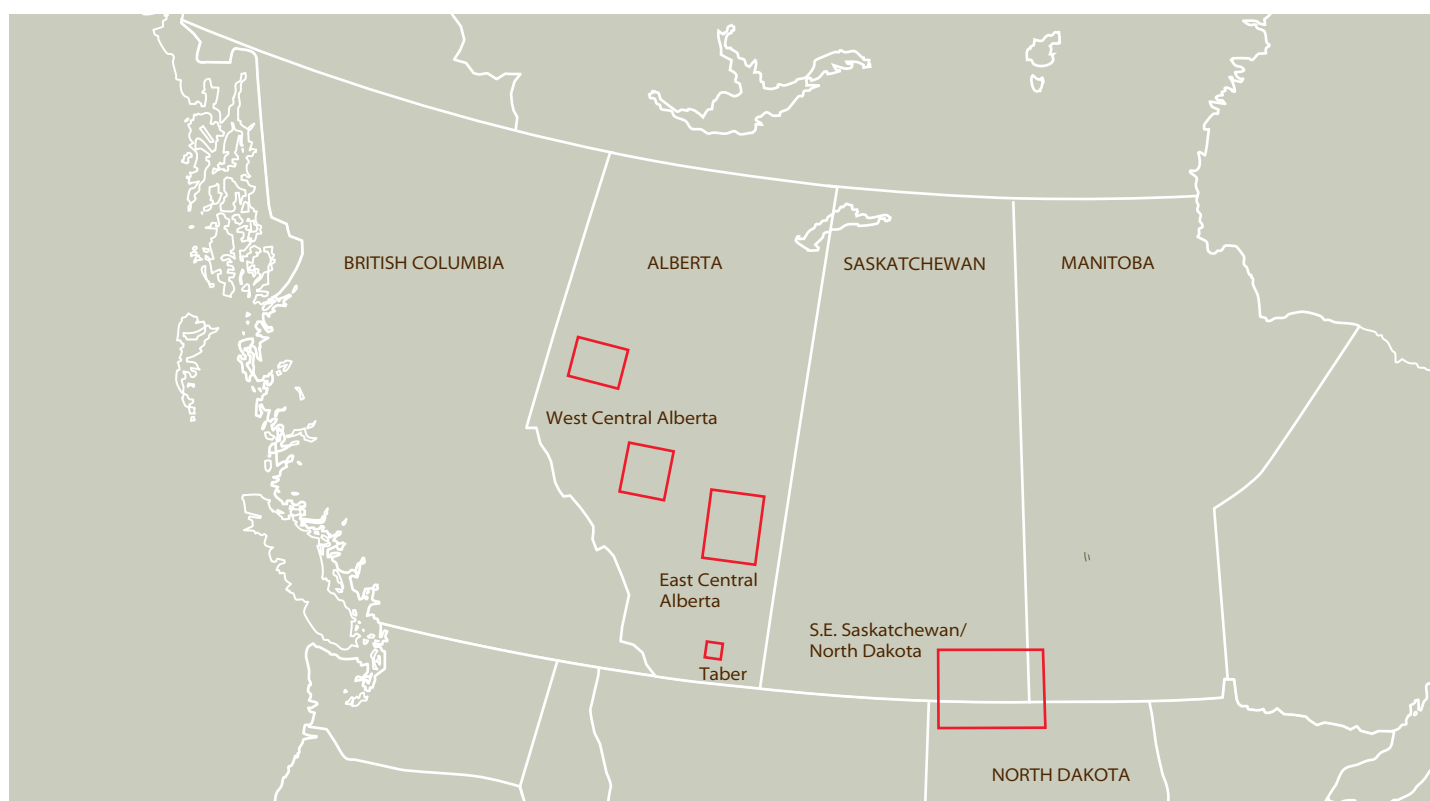 BRITISH COLUMBIA
ALBERTA
SASKATCHEWAN
MANITOBA
West Central Alberta
East Central
Alberta
S.E. Saskatchewan/
North Dakota
Taber
NORTH DAKOTA